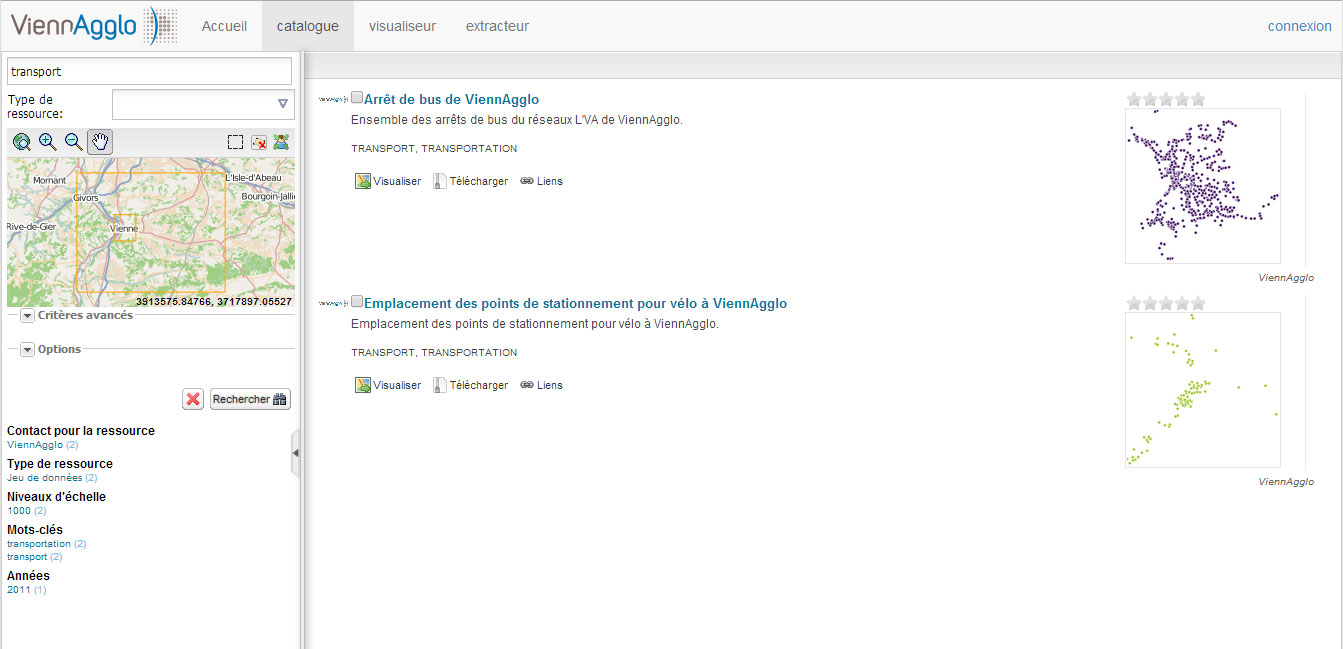 ViennAgglo
Accueil
catalogue
visualiseur
extracteur
connexion
transport
Type de
ressource:
Mornant
L'Isle-d'Abeau
Givors
Bourgoin-Jallie
Rive-de-Gier
Vienne
3913575.84766, 3717897.05527
Critères avancés
Options
Rechercher
Contact pour la ressource
ViennAgglo (2)
Type de ressource
Jeu de données (2)
Niveaux d'échelle
1000 (2)
Mots-clés
transportation (2)
transport (2)
Années
2011 (1)
Arrêt de bus de ViennAgglo
Ensemble des arrêts de bus du réseaux L'VA de ViennAgglo.
TRANSPORT, TRANSPORTATION
Visualiser Télécharger Liens
ViennAgglo
Emplacement des points de stationnement pour vélo à ViennAgglo
Emplacement des points de stationnement pour vélo à ViennAgglo.
TRANSPORT, TRANSPORTATION
Visualiser Télécharger Liens
ViennAgglo